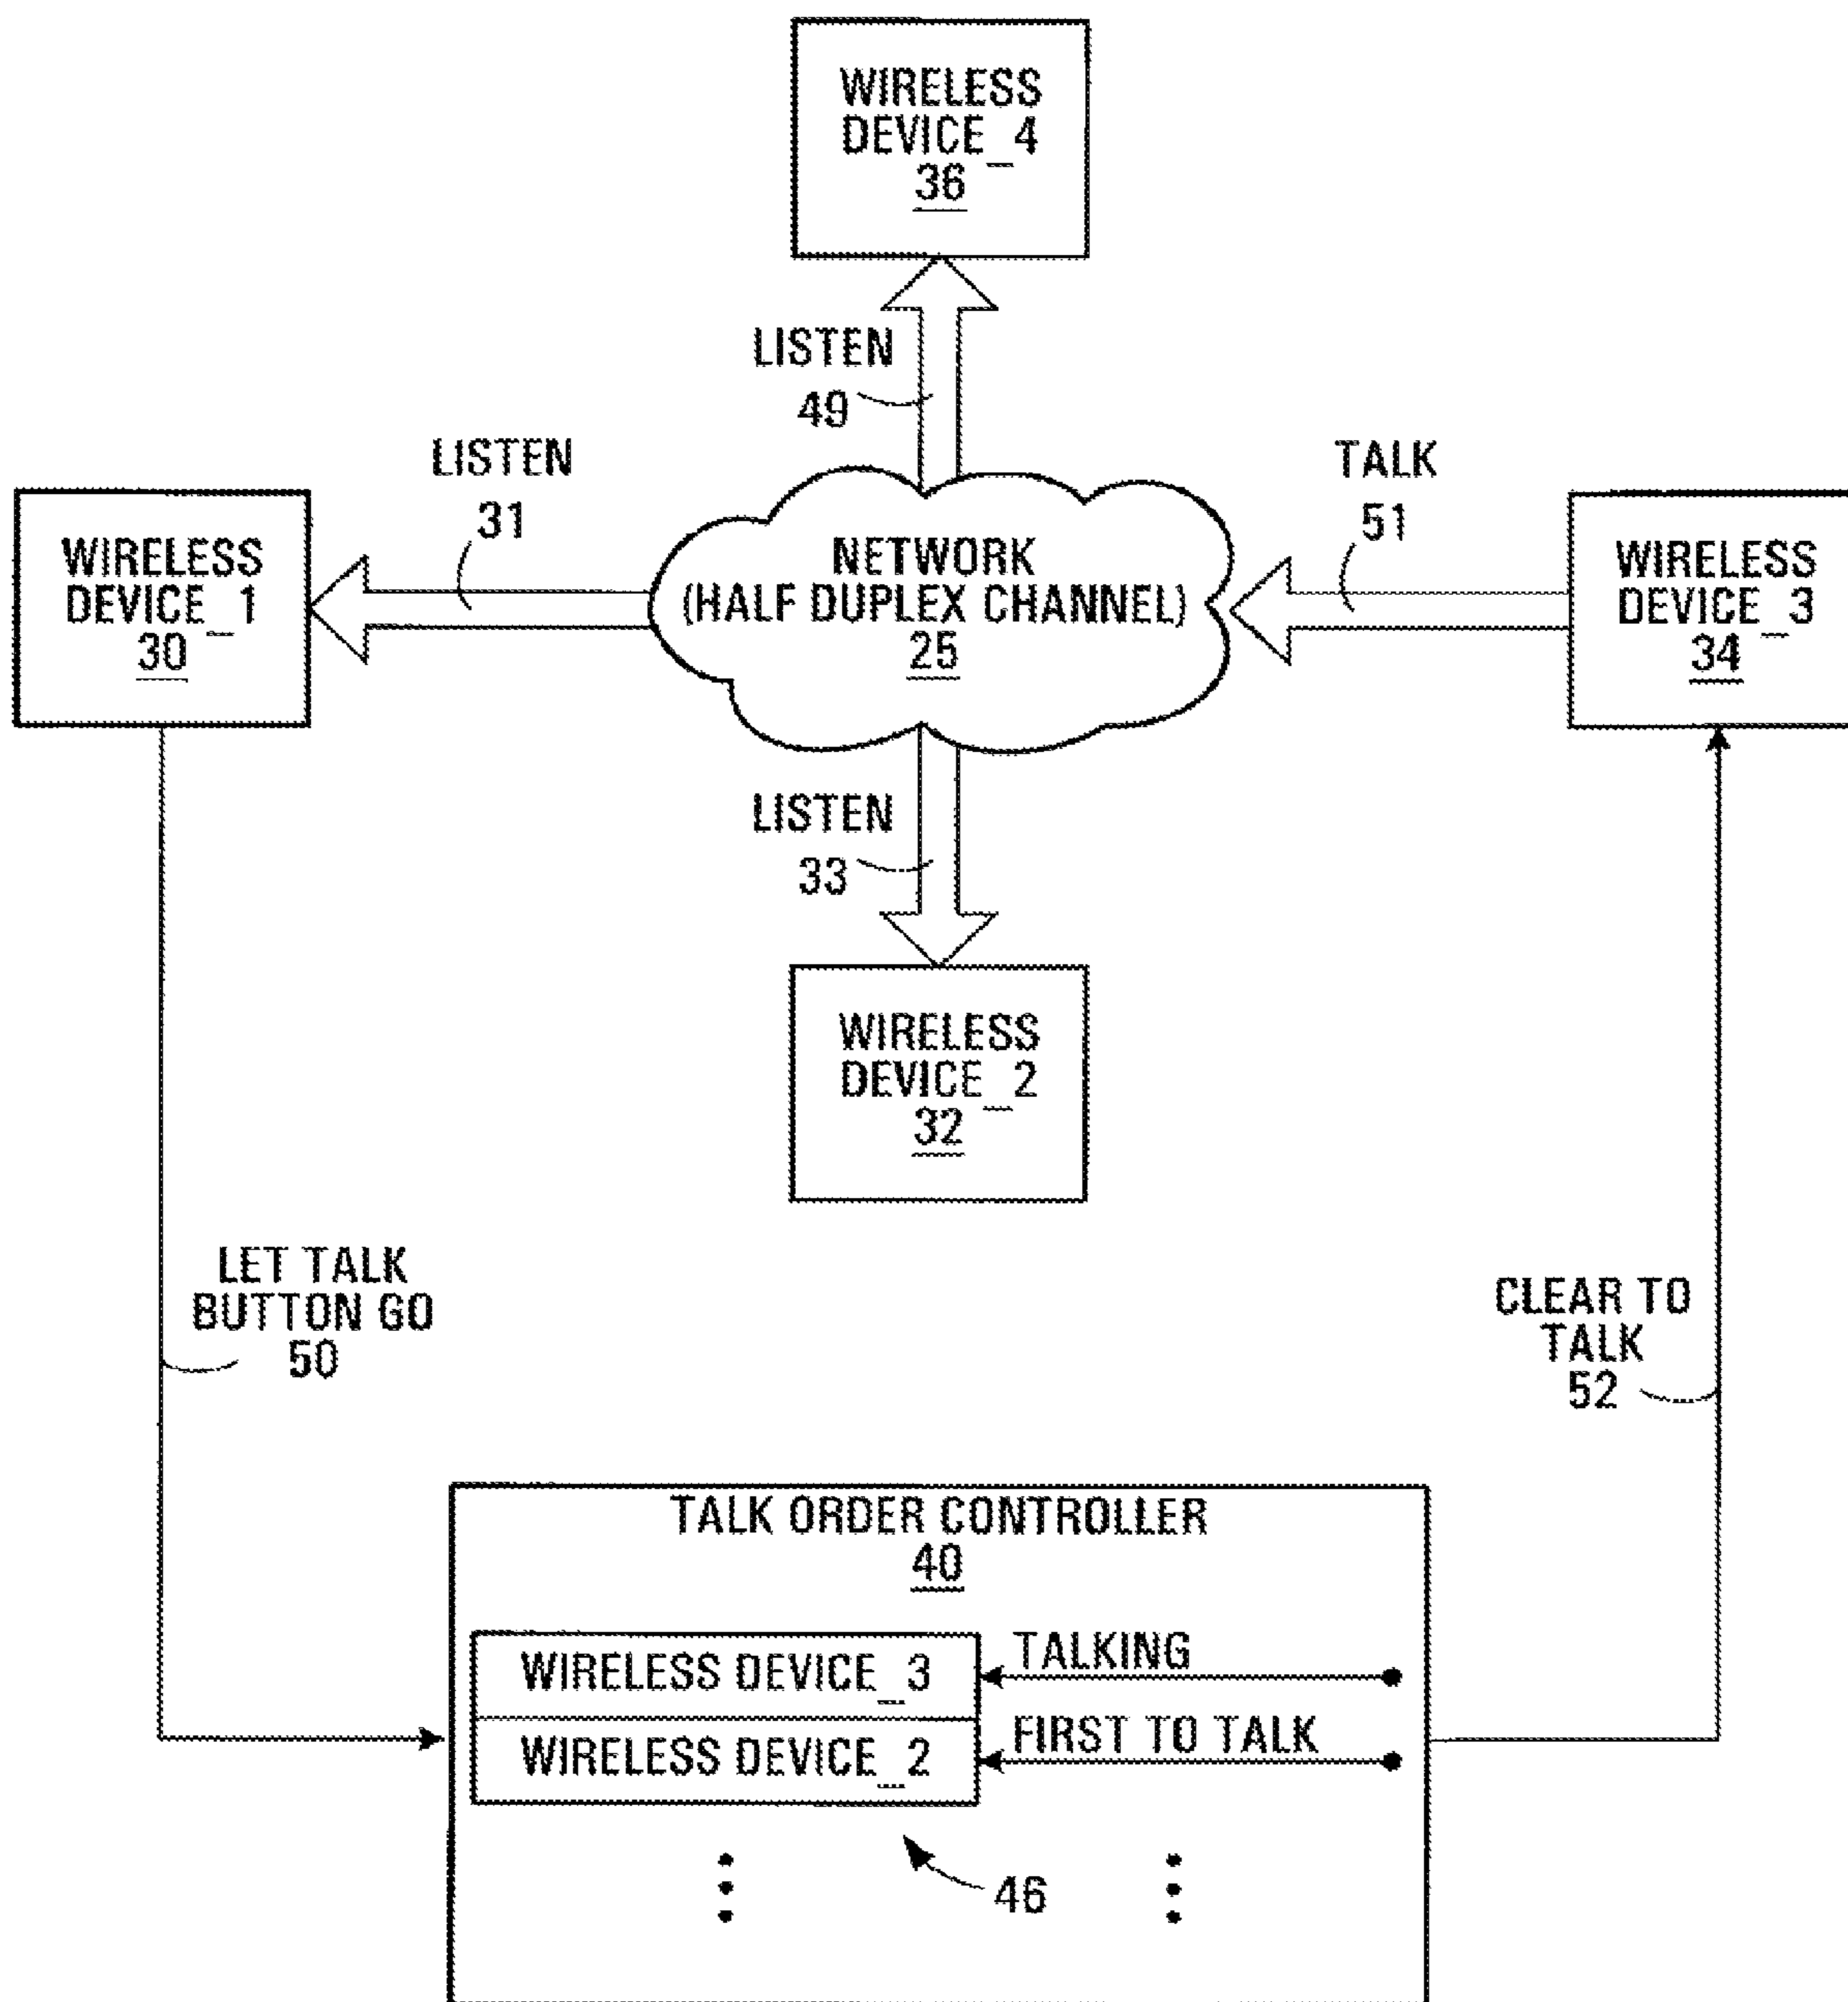 WIRELESS
DEVICE_4
36
LISTEN
49
LISTEN
31
TALK
51
WIRELESS
DEVICE_1
30
NETWORK
(HALF DUPLEX CHANNEL)
25
WIRELESS
DEVICE_3
34
LISTEN
33
WIRELESS
DEVICE_2
32
LET TALK
BUTTON GO
50
CLEAR TO
TALK
52
TALK ORDER CONTROLLER
40
WIRELESS DEVICE_3
TALKING
WIRELESS DEVICE_2
FIRST TO TALK
46